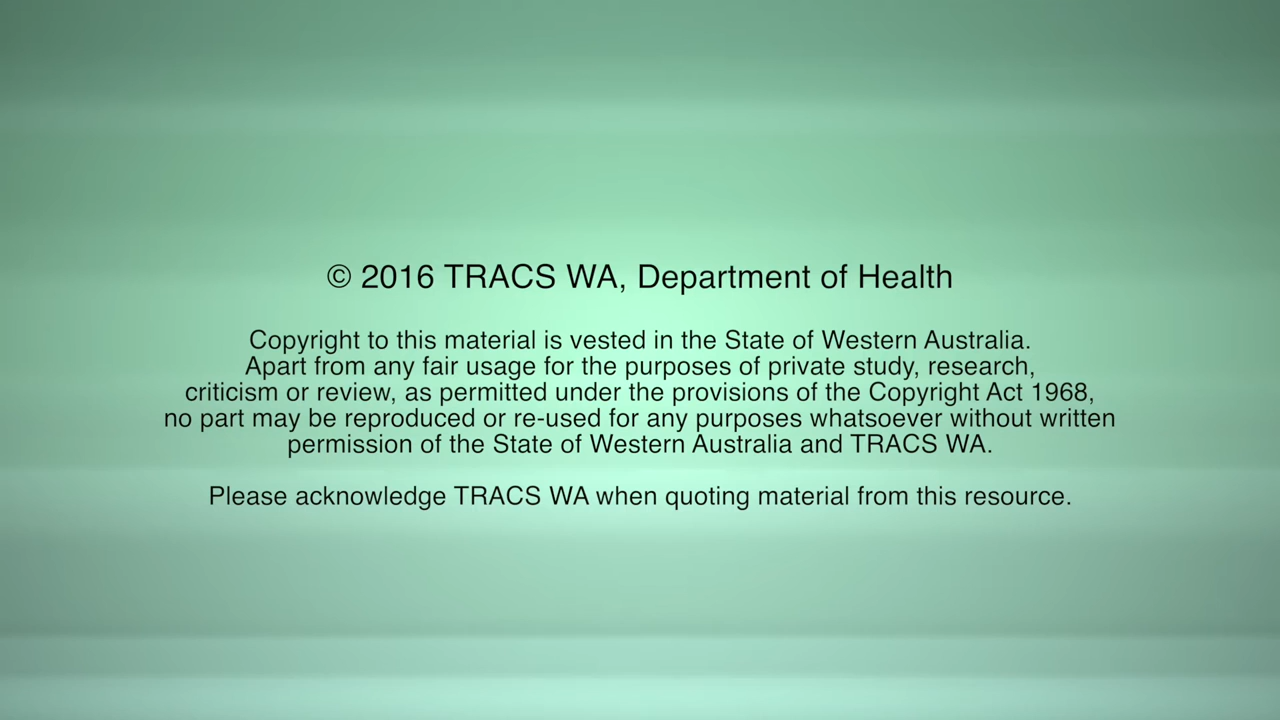 © 2016 TRACS WA, Department of Health
Copyright to this material is vested in the State of Western Australia.
Apart from any fair usage for the purposes of private study, research,
criticism or review, as permitted under the provisions of the Copyright Act 1968,
no part may be reproduced or re-used for any purposes whatsoever without written
permission of the State of Western Australia and TRACS WA.
Please acknowledge TRACS WA when quoting material from this resource.